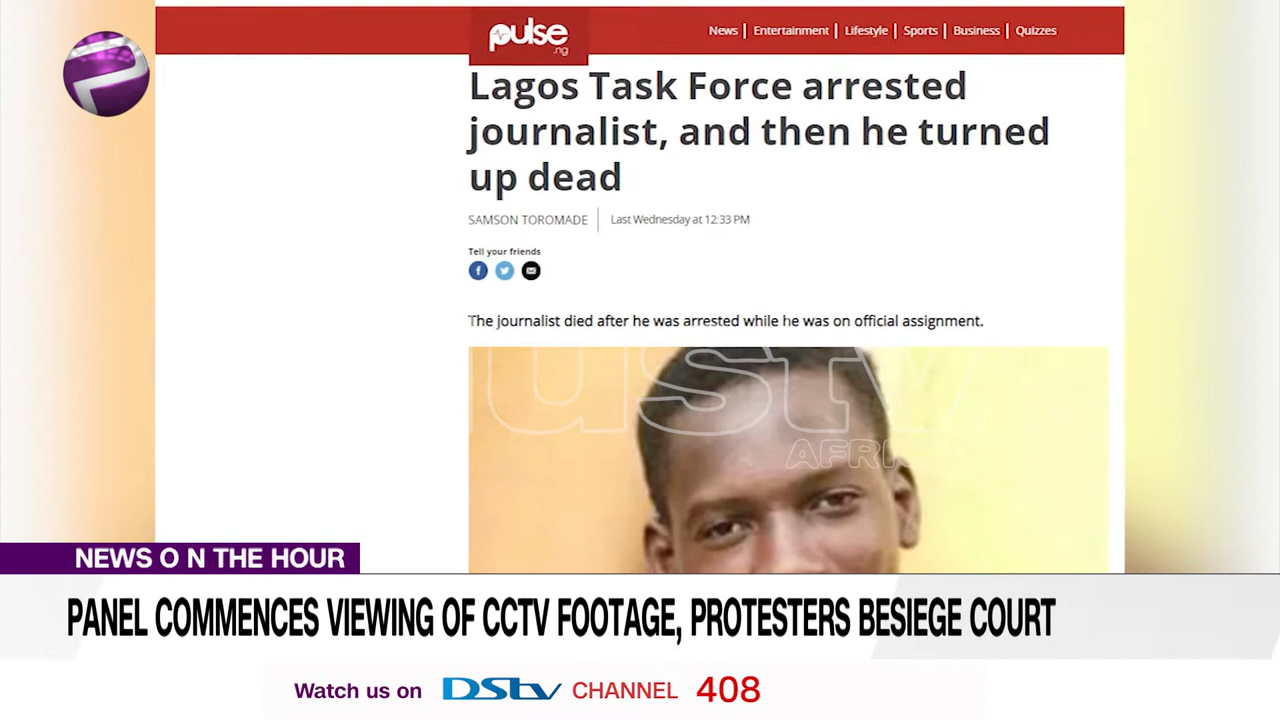 pulse
.ng
News | Entertainment | Lifestyle | Sports | Business | Quizzes
Lagos Task Force arrested
journalist, and then he turned
up dead
SAMSON TOROMADE | Last Wednesday at 12:33 PM
Tell your friends
The journalist died after he was arrested while he was on official assignment.
plustv
AFRICA
NEWS O N THE HOUR
PANEL COMMENCES VIEWING OF CCTV FOOTAGE, PROTESTERS BESIEGE COURT
Watch us on DStv CHANNEL 408